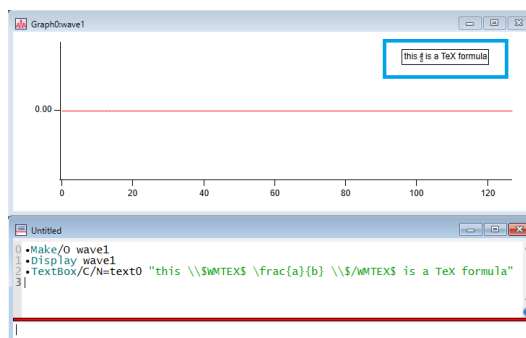 Graph0:wave1
this a/b is a TeX formula
0.00
0 20 40 60 80 100 120
Untitled
0 •Make/O wave1
1 •Display wave1
2 •TextBox/C/N=text0 "this \\$WMTEX$ \frac{a}{b} \\$/WMTEX$ is a TeX formula"
3